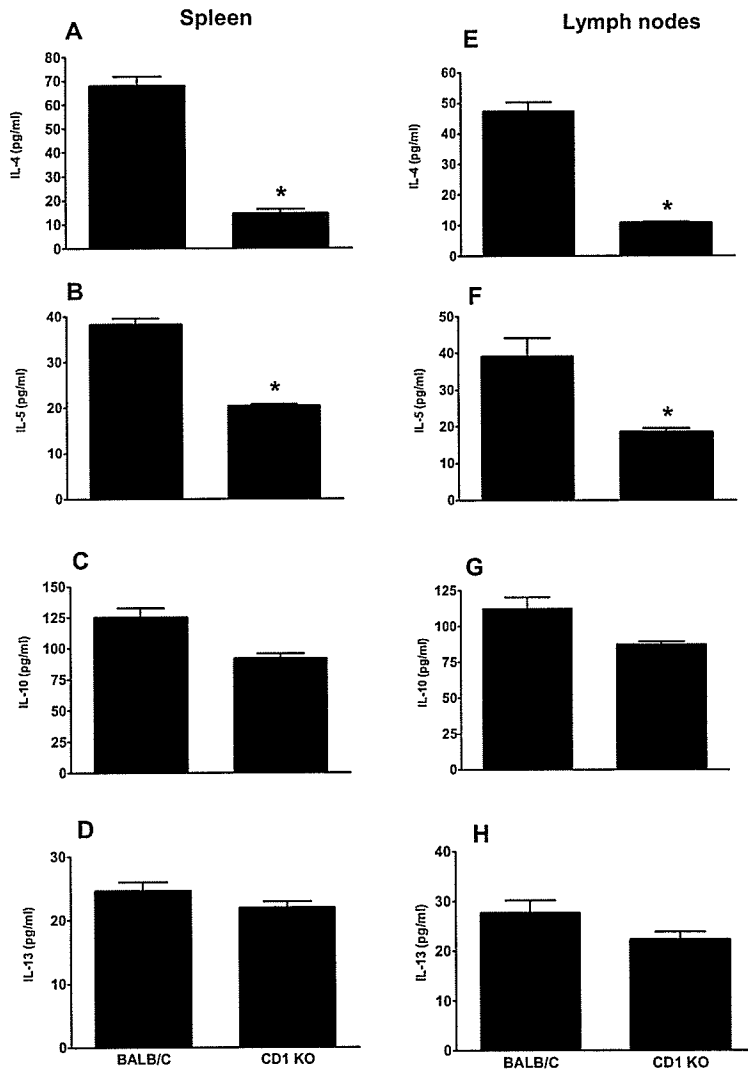 Spleen
A
70
60
50
40
30
20
10
0
IL-4 (pg/ml)
*
B
40
30
20
10
0
IL-5 (pg/ml)
*
C
150
125
100
75
50
25
0
IL-10 (pg/ml)
D
30
20
10
0
IL-13 (pg/ml)
BALB/C CD1 KO
Lymph nodes
E
60
50
40
30
20
10
0
IL-4 (pg/ml)
*
F
50
40
30
20
10
0
IL-5 (pg/ml)
*
G
125
100
75
50
25
0
IL-10 (pg/ml)
H
40
30
20
10
0
IL-13 (pg/ml)
BALB/C CD1 KO